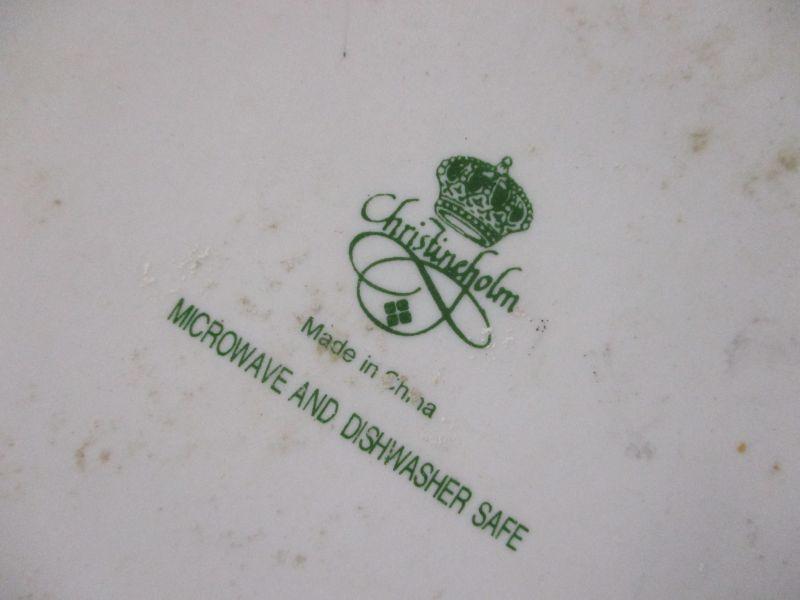 Christineholm
Made in China
MICROWAVE AND DISHWASHER SAFE